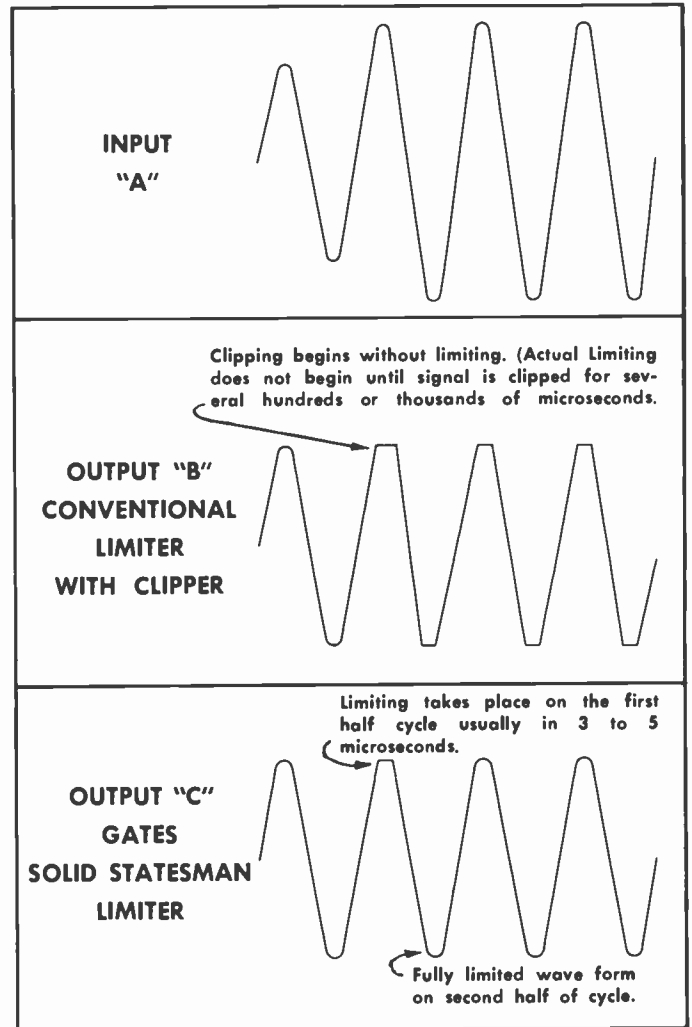 INPUT
"A"
Clipping begins without limiting. (Actual Limiting
does not begin until signal is clipped for sev-
eral hundreds or thousands of microseconds.
OUTPUT "B"
CONVENTIONAL
LIMITER
WITH CLIPPER
Limiting takes place on the first
half cycle usually in 3 to 5
microseconds.
OUTPUT "C"
GATES
SOLID STATESMAN
LIMITER
Fully limited wave form
on second half of cycle.